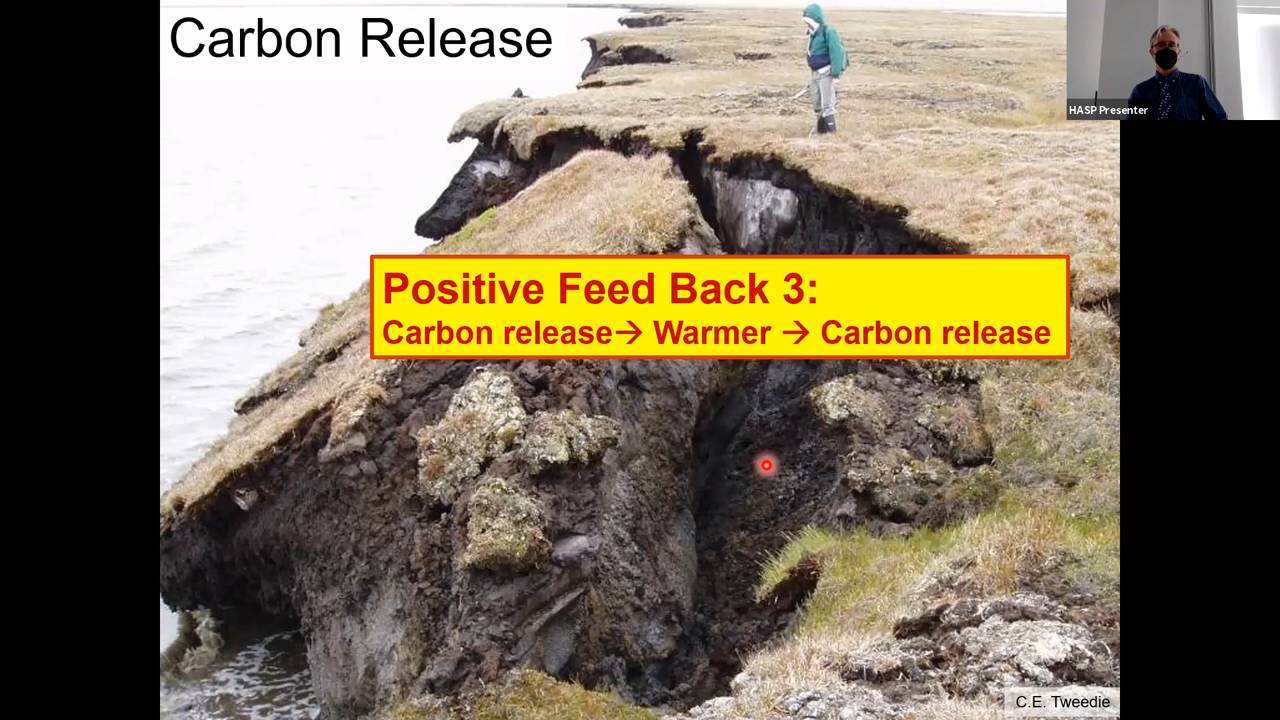 Carbon Release
HASP Presenter
Positive Feed Back 3:
Carbon release→ Warmer → Carbon release
C.E. Tweedie